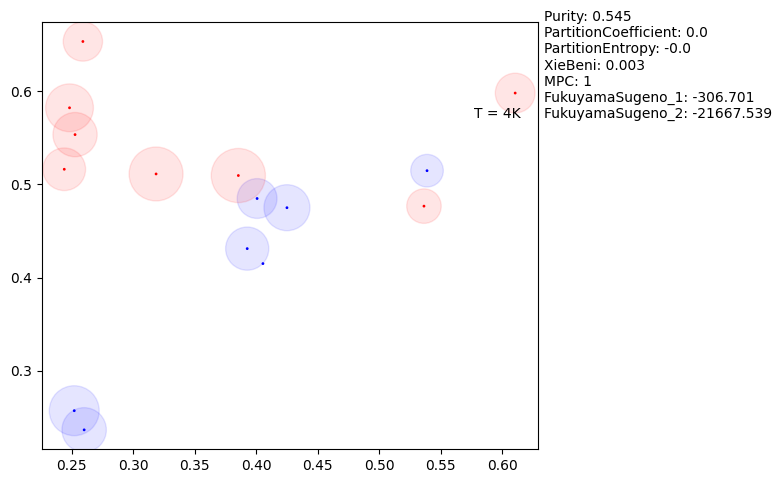 Purity: 0.545
PartitionCoefficient: 0.0
PartitionEntropy: -0.0
XieBeni: 0.003
MPC: 1
FukuyamaSugeno_1: -306.701
FukuyamaSugeno_2: -21667.539
T = 4K
0.6
0.5
0.4
0.3
0.25 0.30 0.35 0.40 0.45 0.50 0.55 0.60